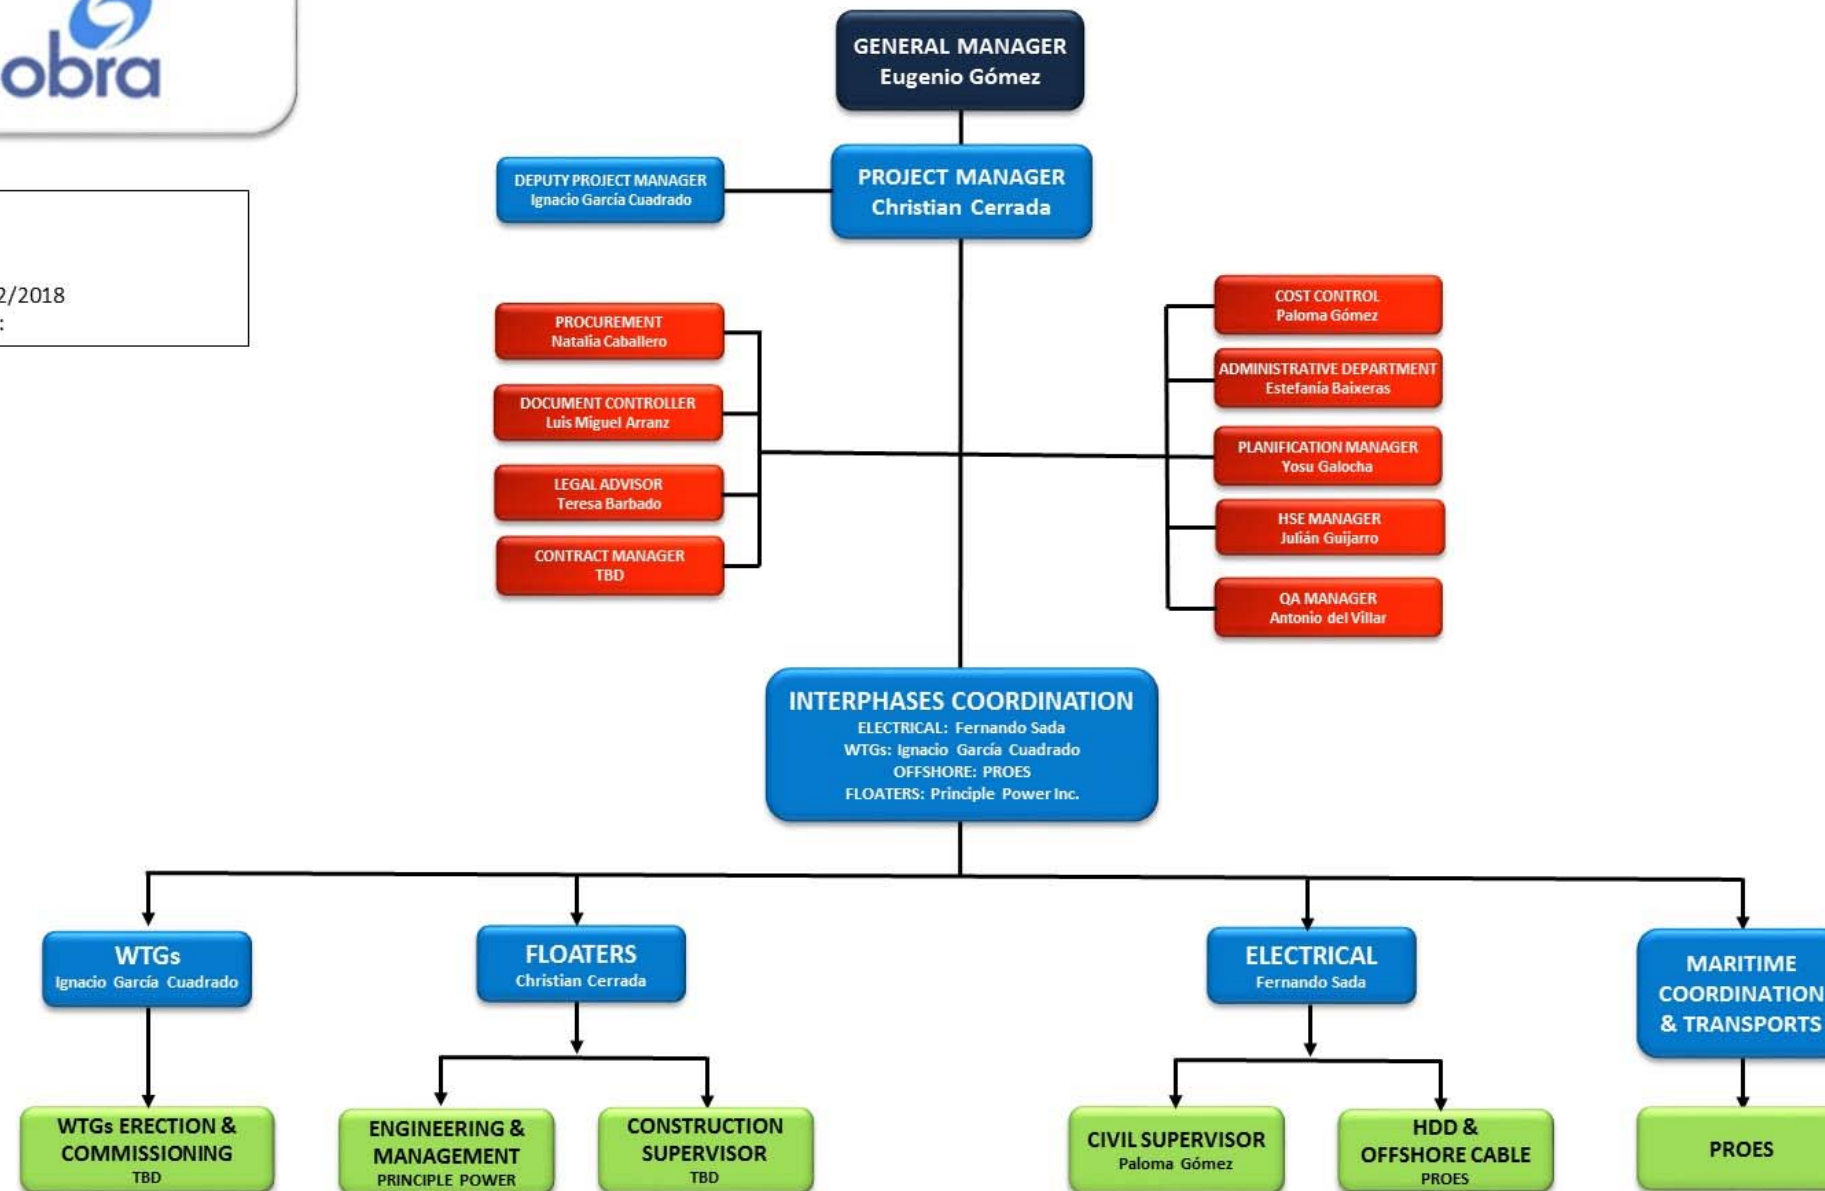 obra
2/2018
:
GENERAL MANAGER
Eugenio Gómez
DEPUTY PROJECT MANAGER
Ignacio García Cuadrado
PROJECT MANAGER
Christian Cerrada
PROCUREMENT
Natalia Caballero
DOCUMENT CONTROLLER
Luis Miguel Arranz
LEGAL ADVISOR
Teresa Barbado
CONTRACT MANAGER
TBD
COST CONTROL
Paloma Gómez
ADMINISTRATIVE DEPARTMENT
Estefanía Baixeras
PLANIFICATION MANAGER
Yosu Galocha
HSE MANAGER
Julián Guijarro
QA MANAGER
Antonio del Villar
INTERPHASES COORDINATION
ELECTRICAL: Fernando Sada
WTGs: Ignacio García Cuadrado
OFFSHORE: PROES
FLOATERS: Principle Power Inc.
WTGs
Ignacio García Cuadrado
FLOATERS
Christian Cerrada
ELECTRICAL
Fernando Sada
MARITIME
COORDINATION
& TRANSPORTS
WTGs ERECTION &
COMMISSIONING
TBD
ENGINEERING &
MANAGEMENT
PRINCIPLE POWER
CONSTRUCTION
SUPERVISOR
TBD
CIVIL SUPERVISOR
Paloma Gómez
HDD &
OFFSHORE CABLE
PROES
PROES